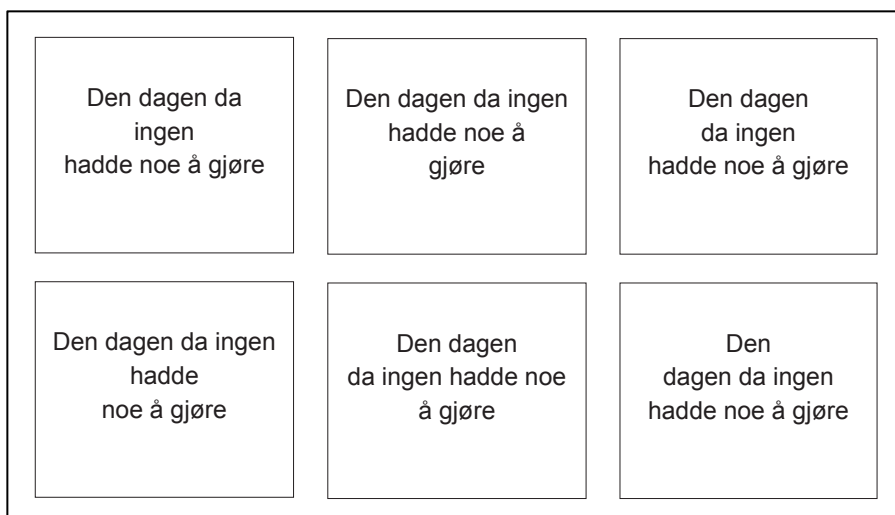 Den dagen da
ingen
hadde noe å gjøre
Den dagen da ingen
hadde noe å
gjøre
Den dagen
da ingen
hadde noe å gjøre
Den dagen da ingen
hadde
noe å gjøre
Den dagen
da ingen hadde noe
å gjøre
Den
dagen da ingen
hadde noe å gjøre